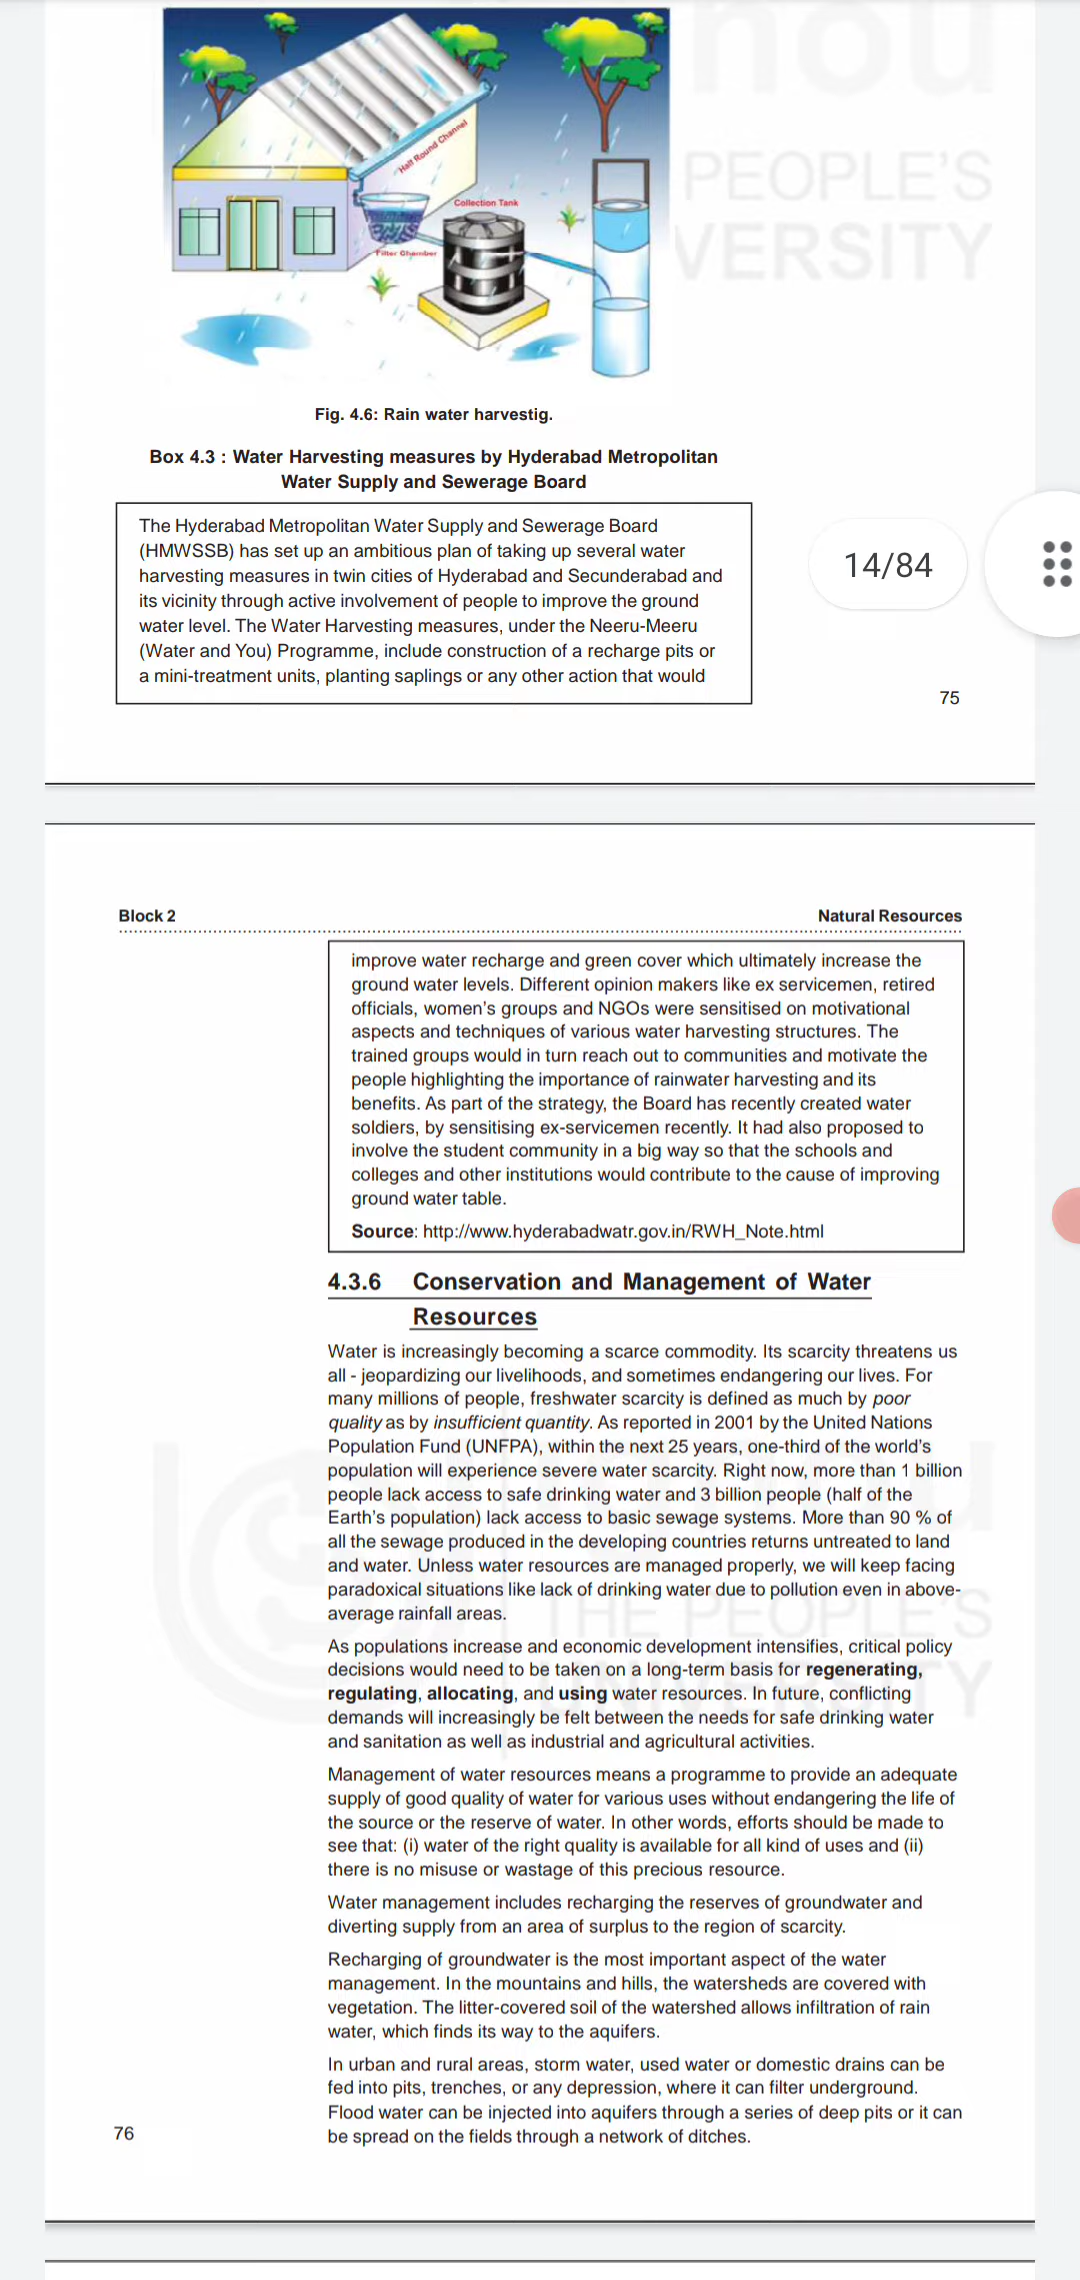 nou
PEOPLE'S
VERSITY
Half Round Channel
Collection Tank
Filter Chamber
Fig. 4.6: Rain water harvestig.
Box 4.3 : Water Harvesting measures by Hyderabad Metropolitan
Water Supply and Sewerage Board
The Hyderabad Metropolitan Water Supply and Sewerage Board
(HMWSSB) has set up an ambitious plan of taking up several water
harvesting measures in twin cities of Hyderabad and Secunderabad and
its vicinity through active involvement of people to improve the ground
water level. The Water Harvesting measures, under the Neeru-Meeru
(Water and You) Programme, include construction of a recharge pits or
a mini-treatment units, planting saplings or any other action that would
14/84
75
Block 2 Natural Resources
improve water recharge and green cover which ultimately increase the
ground water levels. Different opinion makers like ex servicemen, retired
officials, women's groups and NGOs were sensitised on motivational
aspects and techniques of various water harvesting structures. The
trained groups would in turn reach out to communities and motivate the
people highlighting the importance of rainwater harvesting and its
benefits. As part of the strategy, the Board has recently created water
soldiers, by sensitising ex-servicemen recently. It had also proposed to
involve the student community in a big way so that the schools and
colleges and other institutions would contribute to the cause of improving
ground water table.
Source: http://www.hyderabadwatr.gov.in/RWH_Note.html
4.3.6 Conservation and Management of Water
Resources
Water is increasingly becoming a scarce commodity. Its scarcity threatens us
all - jeopardizing our livelihoods, and sometimes endangering our lives. For
many millions of people, freshwater scarcity is defined as much by poor
quality as by insufficient quantity. As reported in 2001 by the United Nations
Population Fund (UNFPA), within the next 25 years, one-third of the world's
population will experience severe water scarcity. Right now, more than 1 billion
people lack access to safe drinking water and 3 billion people (half of the
Earth's population) lack access to basic sewage systems. More than 90 % of
all the sewage produced in the developing countries returns untreated to land
and water. Unless water resources are managed properly, we will keep facing
paradoxical situations like lack of drinking water due to pollution even in above-
average rainfall areas.
THE PEOPLE'S
UNIVERSITY
As populations increase and economic development intensifies, critical policy
decisions would need to be taken on a long-term basis for regenerating,
regulating, allocating, and using water resources. In future, conflicting
demands will increasingly be felt between the needs for safe drinking water
and sanitation as well as industrial and agricultural activities.
Management of water resources means a programme to provide an adequate
supply of good quality of water for various uses without endangering the life of
the source or the reserve of water. In other words, efforts should be made to
see that: (i) water of the right quality is available for all kind of uses and (ii)
there is no misuse or wastage of this precious resource.
Water management includes recharging the reserves of groundwater and
diverting supply from an area of surplus to the region of scarcity.
Recharging of groundwater is the most important aspect of the water
management. In the mountains and hills, the watersheds are covered with
vegetation. The litter-covered soil of the watershed allows infiltration of rain
water, which finds its way to the aquifers.
In urban and rural areas, storm water, used water or domestic drains can be
fed into pits, trenches, or any depression, where it can filter underground.
Flood water can be injected into aquifers through a series of deep pits or it can
be spread on the fields through a network of ditches.
76